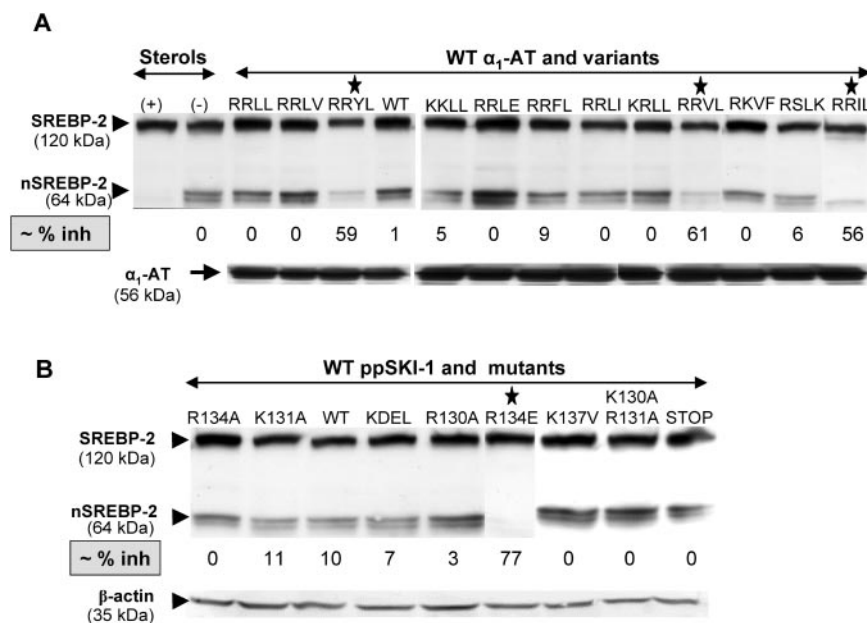 A
Sterols
WT α1-AT and variants
★ ★ ★
(+) (-) RRLL RRLV RRYL WT KKLL RRLE RRFL RRLI KRLL RRVL RKVF RSLK RRIL
SREBP-2
(120 kDa)
nSREBP-2
(64 kDa)
~ % inh 0 0 0 59 1 5 0 9 0 0 61 0 6 56
α1-AT
(56 kDa)
B
WT ppSKI-1 and mutants
★
K130A
R134A K131A WT KDEL R130A R134E K137V R131A STOP
SREBP-2
(120 kDa)
nSREBP-2
(64 kDa)
~ % inh 0 11 10 7 3 77 0 0 0
β-actin
(35 kDa)